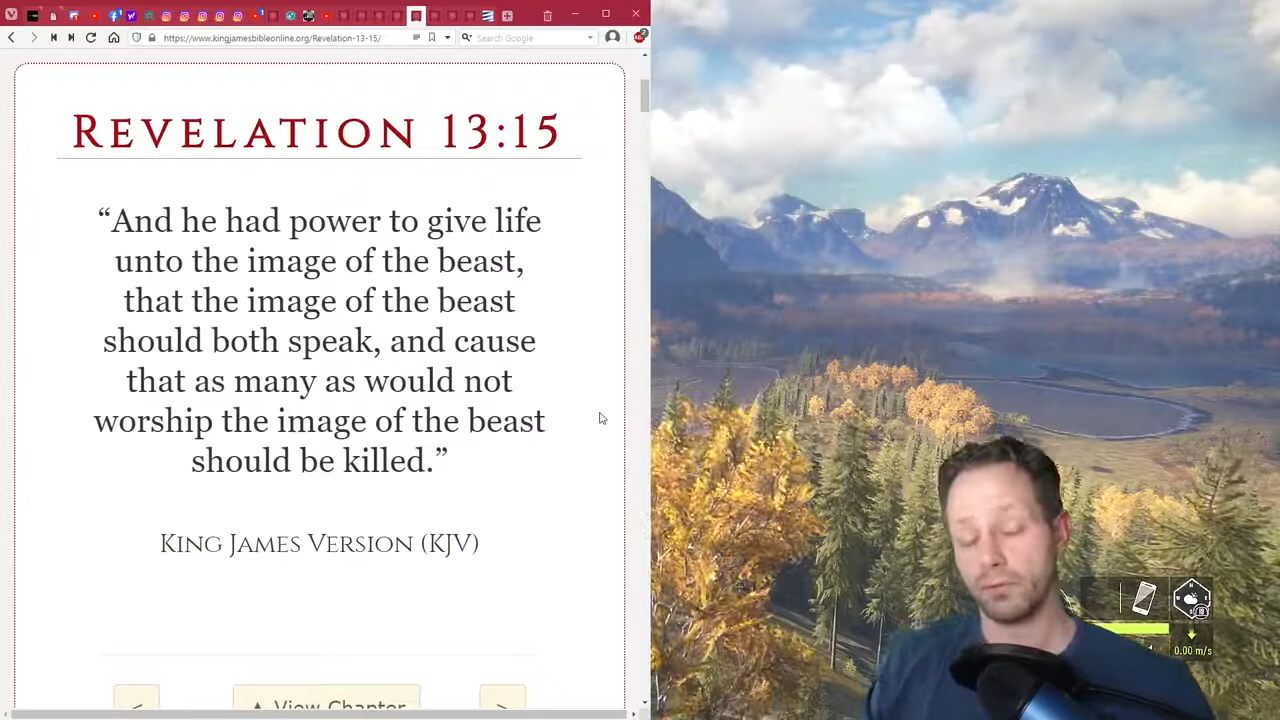 https://www.kingjamesbibleonline.org/Revelation-13-15/
Search Google
2
REVELATION 13:15
“And he had power to give life
unto the image of the beast,
that the image of the beast
should both speak, and cause
that as many as would not
worship the image of the beast
should be killed.”
KING JAMES VERSION (KJV)
< ▲ View Chapter >
0.00 m/s